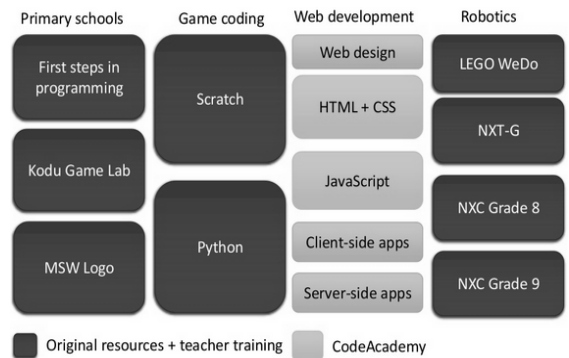 Primary schools
First steps in
programming
Kodu Game Lab
MSW Logo
Game coding
Scratch
Python
Web development
Web design
HTML + CSS
JavaScript
Client-side apps
Server-side apps
Robotics
LEGO WeDo
NXT-G
NXC Grade 8
NXC Grade 9
Original resources + teacher training
CodeAcademy